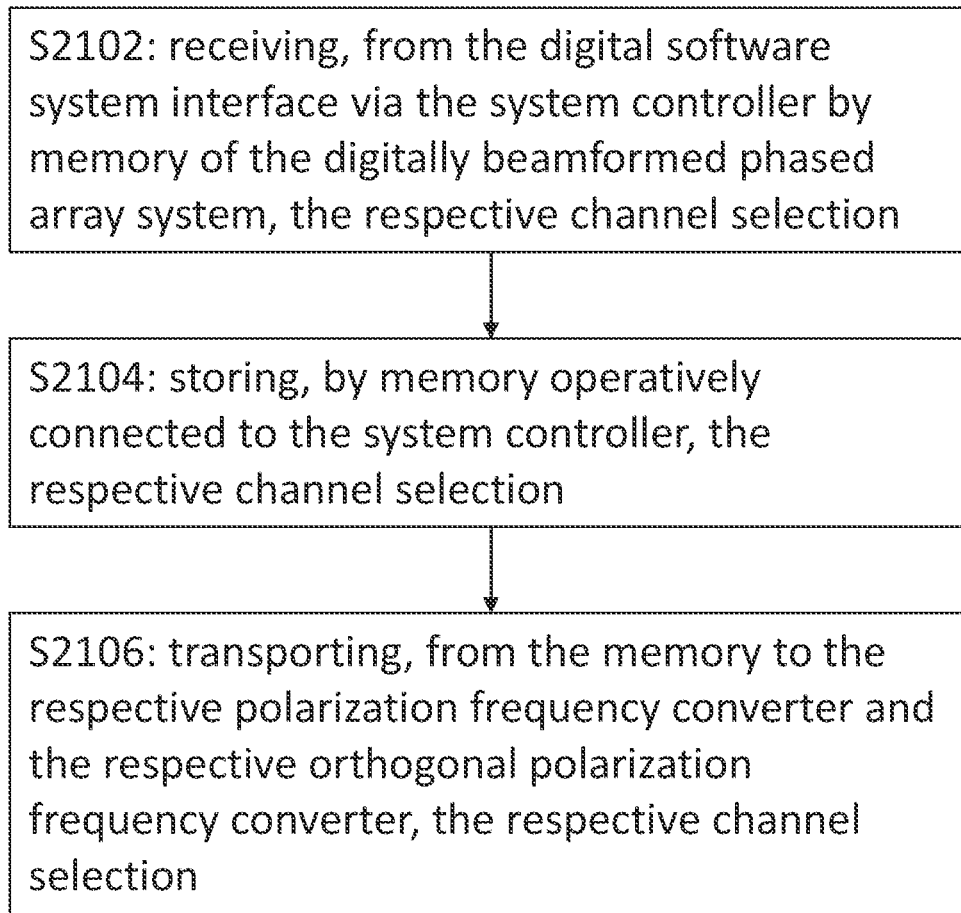 S2102: receiving, from the digital software
system interface via the system controller by
memory of the digitally beamformed phased
array system, the respective channel selection
S2104: storing, by memory operatively
connected to the system controller, the
respective channel selection
S2106: transporting, from the memory to the
respective polarization frequency converter and
the respective orthogonal polarization
frequency converter, the respective channel
selection